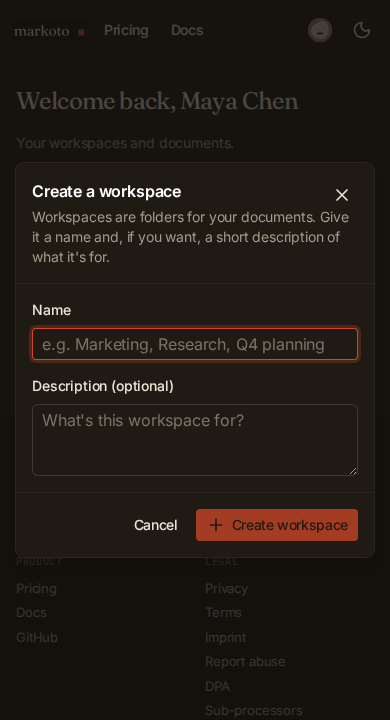 markoto
Pricing
Docs
Welcome back, Maya Chen
Your workspaces and documents.
Create a workspace
Workspaces are folders for your documents. Give
it a name and, if you want, a short description of
what it's for.
Name
e.g. Marketing, Research, Q4 planning
Description (optional)
What's this workspace for?
Cancel
Create workspace
PRODUCT
Pricing
Docs
GitHub
LEGAL
Privacy
Terms
Imprint
Report abuse
DPA
Sub-processors